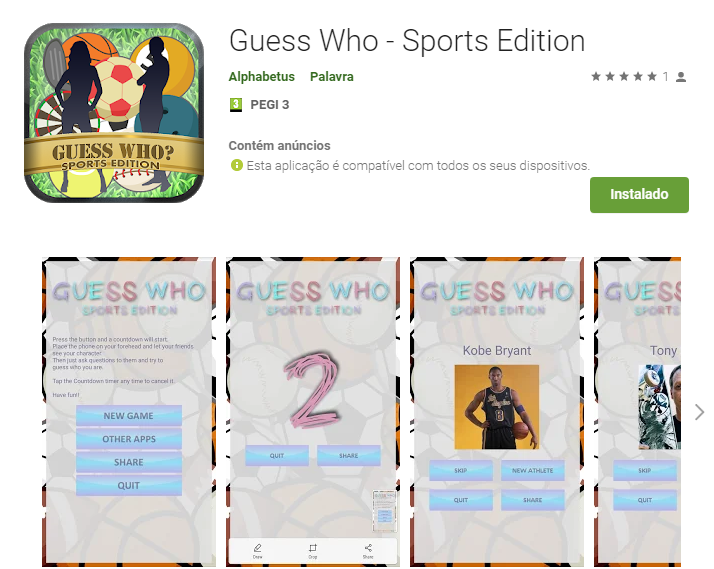 Guess Who - Sports Edition
Alphabetus Palavra
1
3 PEGI 3
Contém anúncios
Esta aplicação é compatível com todos os seus dispositivos.
Instalado
GUESS WHO?
SPORTS EDITION
GUESS WHO
SPORTS EDITION
Press the button and a countdown will start.
Place the phone on your forehead and let your friends
see your character.
Then just ask questions to them and try to
guess who you are.
Tap the Countdown timer any time to cancel it.
Have fun!!
NEW GAME
OTHER APPS
SHARE
QUIT
GUESS WHO
SPORTS EDITION
2
QUIT SHARE
Draw Crop Share
GUESS WHO
SPORTS EDITION
Kobe Bryant
8
SKIP NEW ATHLETE
QUIT SHARE
GUESS
SPORTS
Tony
SKIP
QUIT